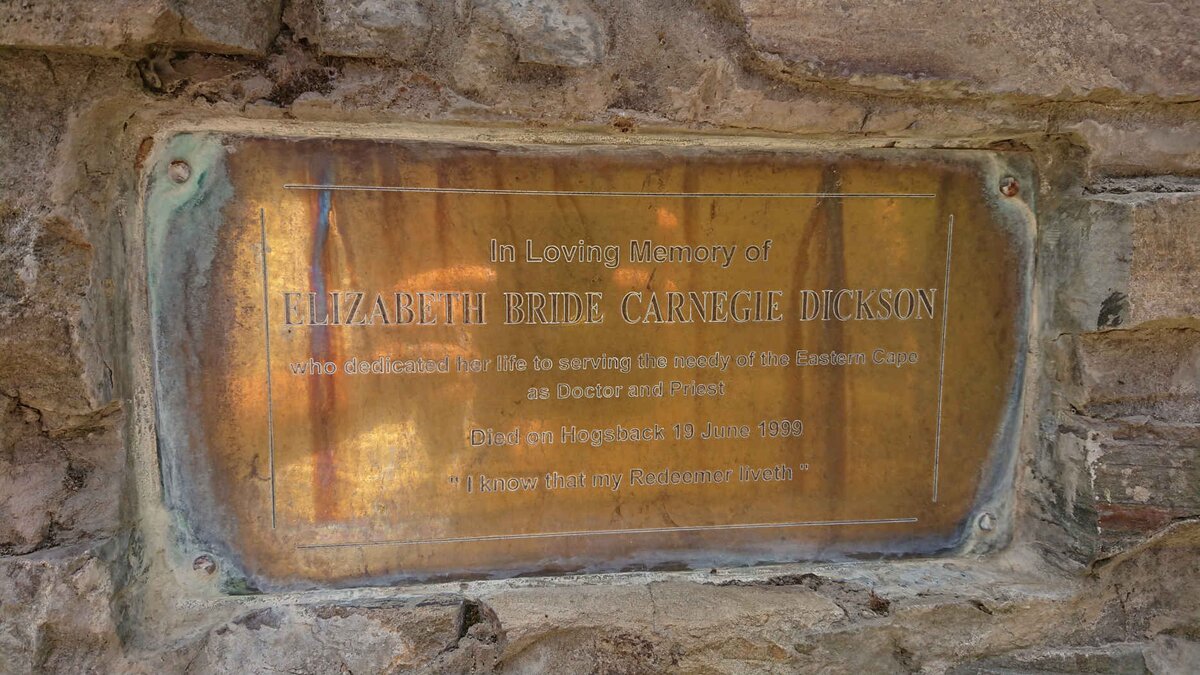 In Loving Memory of
ELIZABETH BRIDE CARNEGIE DICKSON
who dedicated her life to serving the needy of the Eastern Cape
as Doctor and Priest
Died on Hogsback 19 June 1999
" I know that my Redeemer liveth "